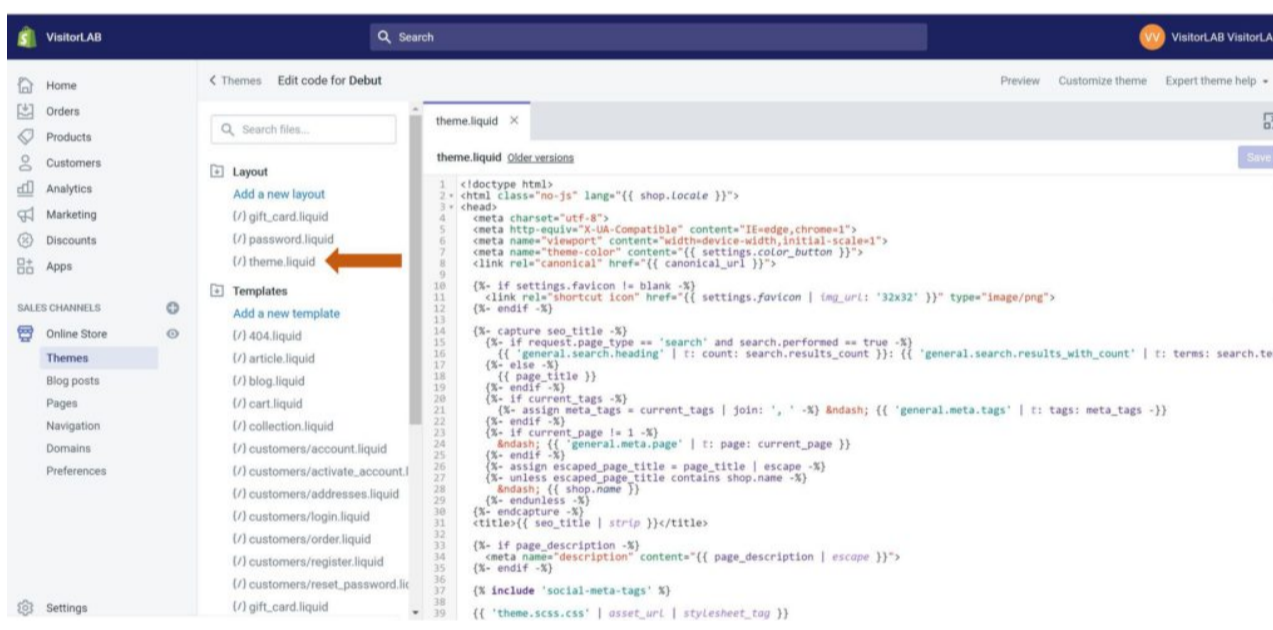 VisitorLAB
Search
VV
VisitorLAB VisitorLA
Home
Orders
Products
Customers
Analytics
Marketing
Discounts
Apps
SALES CHANNELS
Online Store
Themes
Blog posts
Pages
Navigation
Domains
Preferences
Settings
Themes Edit code for Debut
Preview Customize theme Expert theme help
Search files...
Layout
Add a new layout
{/} gift_card.liquid
{/} password.liquid
{/} theme.liquid
Templates
Add a new template
{/} 404.liquid
{/} article.liquid
{/} blog.liquid
{/} cart.liquid
{/} collection.liquid
{/} customers/account.liquid
{/} customers/activate_account.l
{/} customers/addresses.liquid
{/} customers/login.liquid
{/} customers/order.liquid
{/} customers/register.liquid
{/} customers/reset_password.liq
{/} gift_card.liquid
theme.liquid ×
theme.liquid Older versions
Save
1 <!doctype html>
2 <html class="no-js" lang="{{ shop.locale }}">
3 <head>
4 <meta charset="utf-8">
5 <meta http-equiv="X-UA-Compatible" content="IE=edge,chrome=1">
6 <meta name="viewport" content="width=device-width,initial-scale=1">
7 <meta name="theme-color" content="{{ settings.color_button }}">
8 <link rel="canonical" href="{{ canonical_url }}">
9
10 {%- if settings.favicon != blank -%}
11 <link rel="shortcut icon" href="{{ settings.favicon | img_url: '32x32' }}" type="image/png">
12 {%- endif -%}
13
14 {%- capture seo_title -%}
15 {%- if request.page_type == 'search' and search.performed == true -%}
16 {{ 'general.search.heading' | t: count: search.results_count }}: {{ 'general.search.results_with_count' | t: terms: search.te
17 {%- else -%}
18 {{ page_title }}
19 {%- endif -%}
20 {%- if current_tags -%}
21 {%- assign meta_tags = current_tags | join: ', ' -%} &ndash; {{ 'general.meta.tags' | t: tags: meta_tags -}}
22 {%- endif -%}
23 {%- if current_page != 1 -%}
24 &ndash; {{ 'general.meta.page' | t: page: current_page }}
25 {%- endif -%}
26 {%- assign escaped_page_title = page_title | escape -%}
27 {%- unless escaped_page_title contains shop.name -%}
28 &ndash; {{ shop.name }}
29 {%- endunless -%}
30 {%- endcapture -%}
31 <title>{{ seo_title | strip }}</title>
32
33 {%- if page_description -%}
34 <meta name="description" content="{{ page_description | escape }}">
35 {%- endif -%}
36
37 {% include 'social-meta-tags' %}
38
39 {{ 'theme.scss.css' | asset_url | stylesheet_tag }}